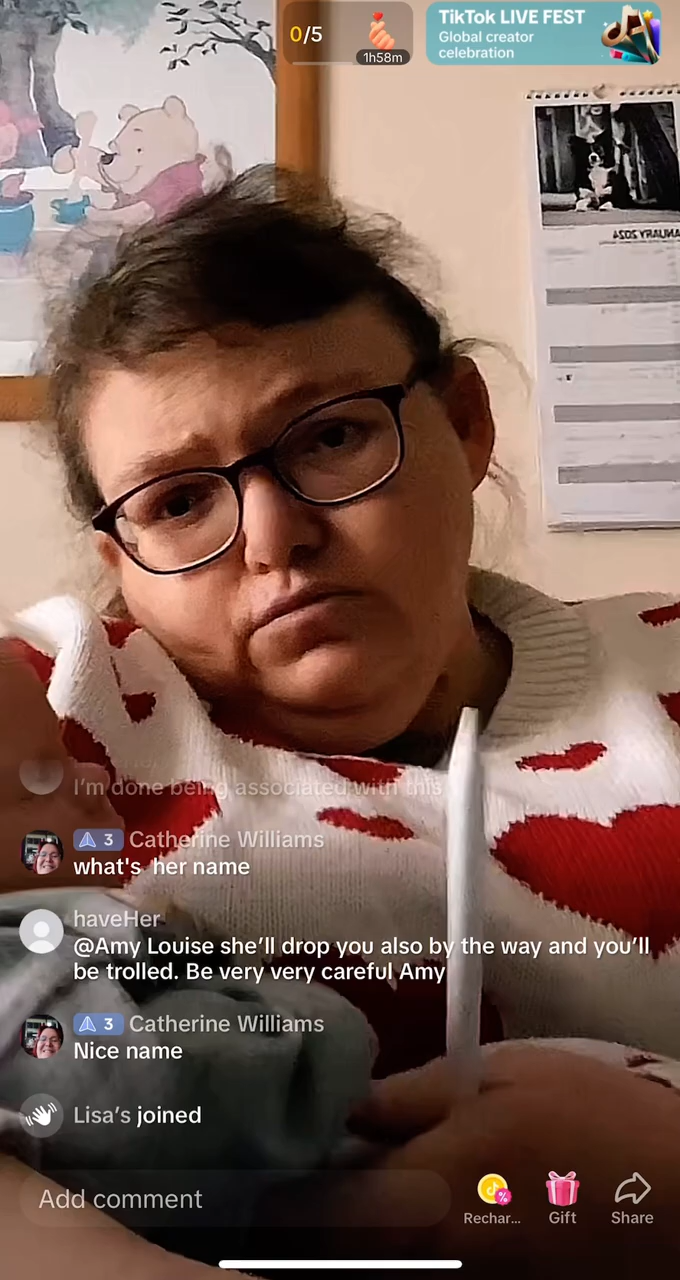 0/5
1h58m
TikTok LIVE FEST
Global creator
celebration
JANUARY 2024
I'm done being associated with this
3 Catherine Williams
what's her name
haveHer
@Amy Louise she'll drop you also by the way and you'll
be trolled. Be very very careful Amy
3 Catherine Williams
Nice name
Lisa's joined
Add comment
Rechar...
Gift
Share